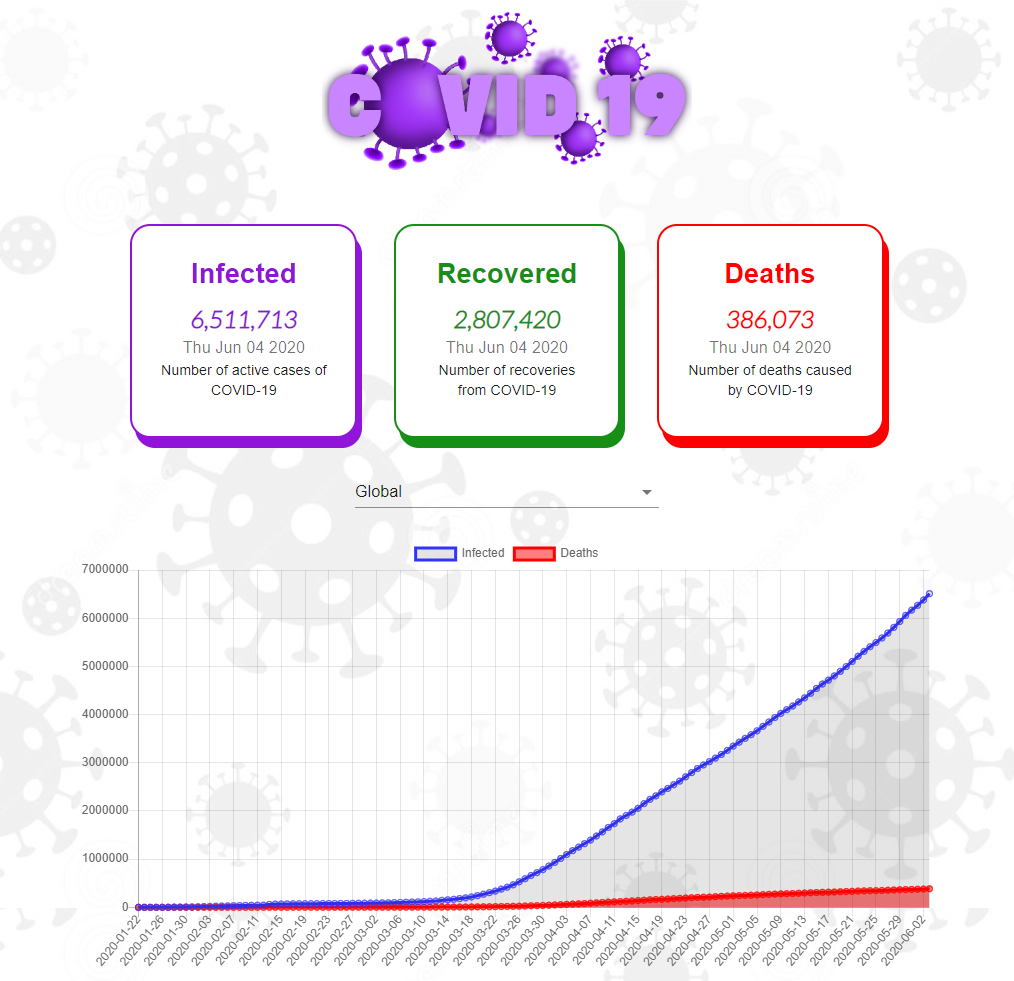 COVID 19
Infected
6,511,713
Thu Jun 04 2020
Number of active cases of
COVID-19
Recovered
2,807,420
Thu Jun 04 2020
Number of recoveries
from COVID-19
Deaths
386,073
Thu Jun 04 2020
Number of deaths caused
by COVID-19
Global
Infected Deaths
7000000
6000000
5000000
4000000
3000000
2000000
1000000
0
2020-01-22 2020-01-26 2020-01-30 2020-02-03 2020-02-07 2020-02-11 2020-02-15 2020-02-19 2020-02-23 2020-02-27 2020-03-02 2020-03-06 2020-03-10 2020-03-14 2020-03-18 2020-03-22 2020-03-26 2020-03-30 2020-04-03 2020-04-07 2020-04-11 2020-04-15 2020-04-19 2020-04-23 2020-04-27 2020-05-01 2020-05-05 2020-05-09 2020-05-13 2020-05-17 2020-05-21 2020-05-25 2020-05-29 2020-06-02